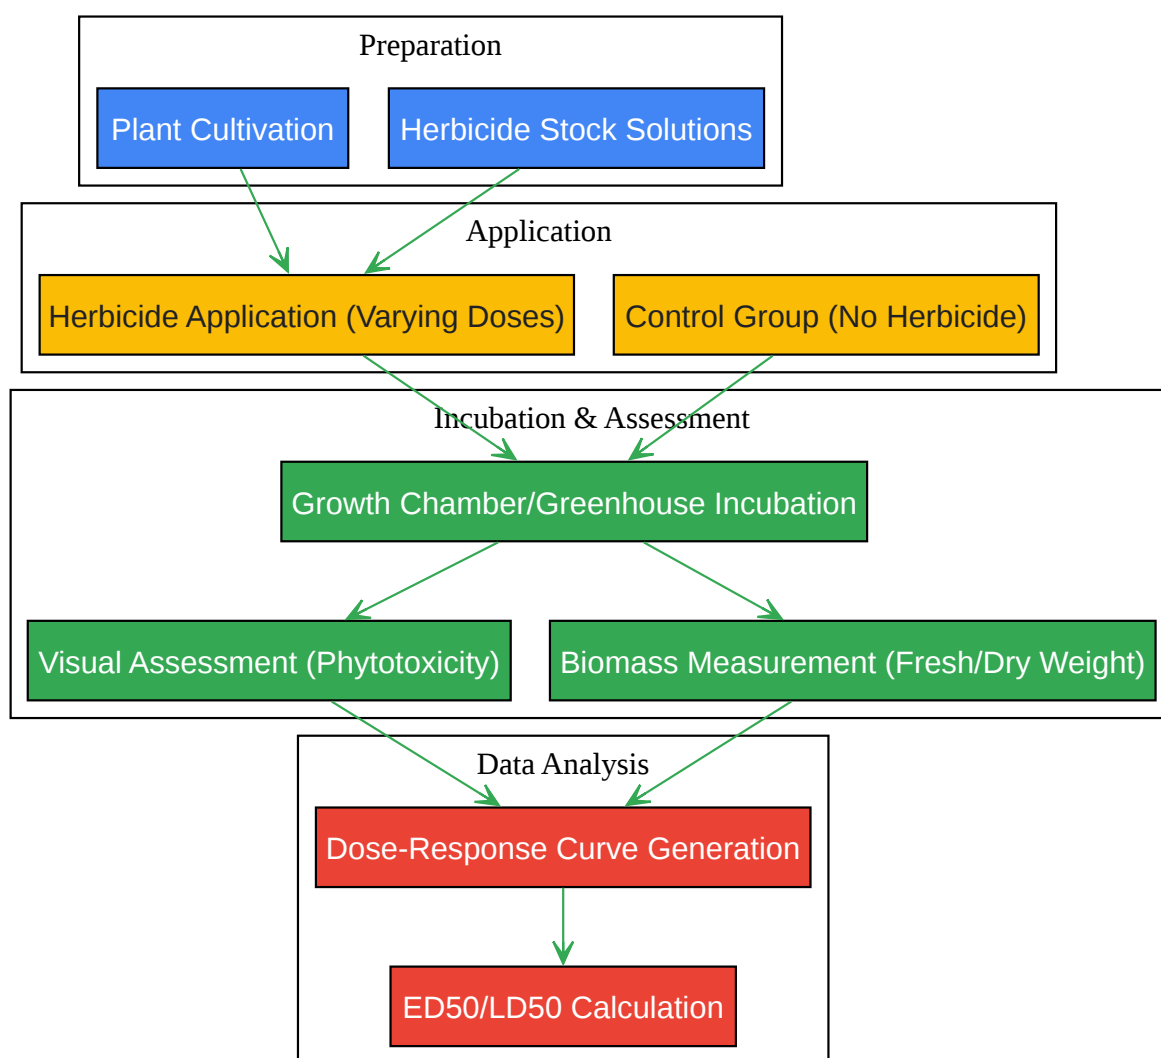 Preparation
Plant Cultivation
Herbicide Stock Solutions
Application
Herbicide Application (Varying Doses)
Control Group (No Herbicide)
Incubation & Assessment
Growth Chamber/Greenhouse Incubation
Visual Assessment (Phytotoxicity)
Biomass Measurement (Fresh/Dry Weight)
Data Analysis
Dose-Response Curve Generation
ED50/LD50 Calculation